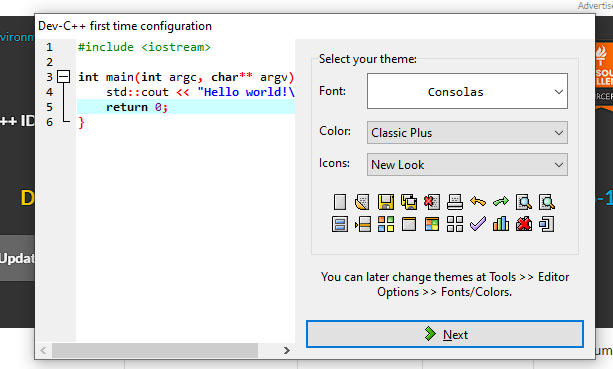 Advertise
Dev-C++ first time configuration
1 #include <iostream>
2
3 int main(int argc, char** argv)
4 std::cout << "Hello world!\
5 return 0;
6 }
Select your theme:
Font: Consolas
Color: Classic Plus
Icons: New Look
You can later change themes at Tools >> Editor
Options >> Fonts/Colors.
Next
vironm
++ ID
D
Updat
-1
um